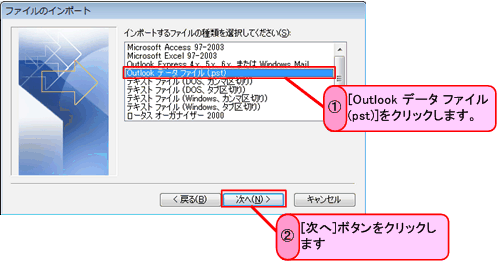 ファイルのインポート
インポートするファイルの種類を選択してください(S):
Microsoft Access 97-2003
Microsoft Excel 97-2003
Outlook Express 4.x, 5.x, 6.x, または Windows Mail
Outlook データ ファイル (pst)
テキスト ファイル (DOS、カンマ区切り)
テキスト ファイル (DOS、タブ区切り)
テキスト ファイル (Windows、カンマ区切り)
テキスト ファイル (Windows、タブ区切り)
ロータス オーガナイザー 2000
① [Outlook データ ファイル
(pst)]をクリックします。
< 戻る(B)
次へ(N) >
キャンセル
② [次へ]ボタンをクリックし
ます